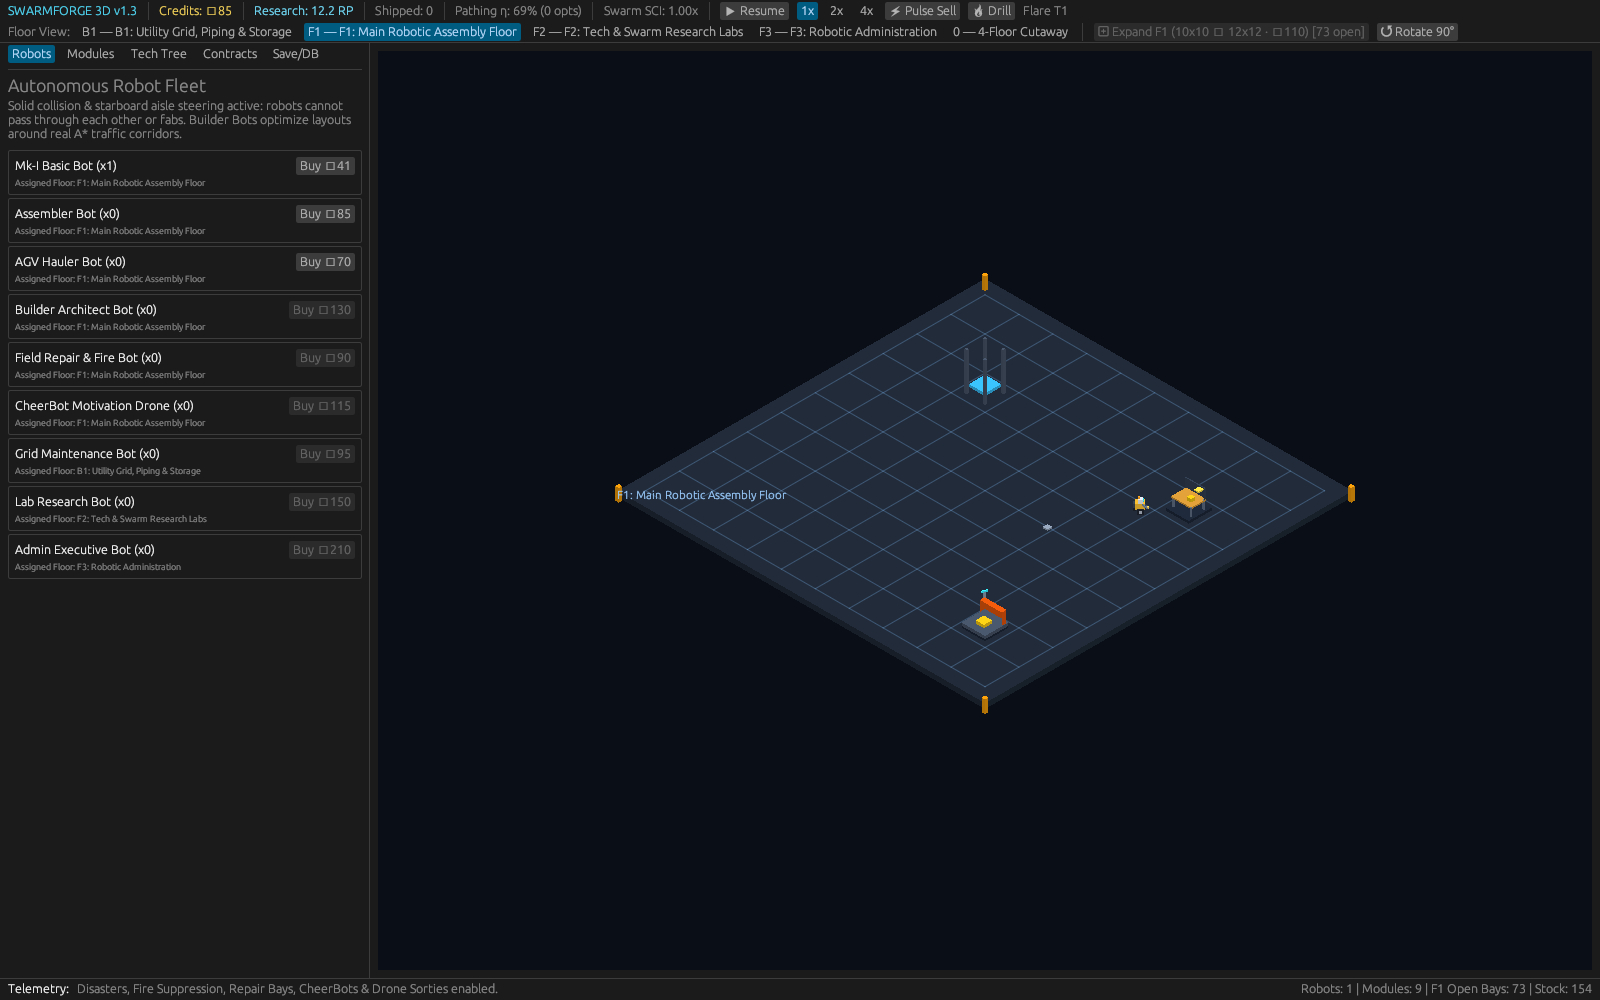 SWARMFORGE 3D v1.3 Credits: □85 Research: 12.2 RP Shipped: 0 Pathing η: 69% (0 opts) Swarm SCI: 1.00x ▶ Resume 1x 2x 4x ⚡ Pulse Sell 🔥 Drill Flare T1
Floor View: B1 — B1: Utility Grid, Piping & Storage F1 — F1: Main Robotic Assembly Floor F2 — F2: Tech & Swarm Research Labs F3 — F3: Robotic Administration 0 — 4-Floor Cutaway ⊞ Expand F1 (10x10 □ 12x12 · □110) [73 open] ↺ Rotate 90°
Robots Modules Tech Tree Contracts Save/DB
Autonomous Robot Fleet
Solid collision & starboard aisle steering active: robots cannot
pass through each other or fabs. Builder Bots optimize layouts
around real A* traffic corridors.
Mk-I Basic Bot (x1) Buy □41
Assigned Floor: F1: Main Robotic Assembly Floor
Assembler Bot (x0) Buy □85
Assigned Floor: F1: Main Robotic Assembly Floor
AGV Hauler Bot (x0) Buy □70
Assigned Floor: F1: Main Robotic Assembly Floor
Builder Architect Bot (x0) Buy □130
Assigned Floor: F1: Main Robotic Assembly Floor
Field Repair & Fire Bot (x0) Buy □90
Assigned Floor: F1: Main Robotic Assembly Floor
CheerBot Motivation Drone (x0) Buy □115
Assigned Floor: F1: Main Robotic Assembly Floor
Grid Maintenance Bot (x0) Buy □95
Assigned Floor: B1: Utility Grid, Piping & Storage
Lab Research Bot (x0) Buy □150
Assigned Floor: F2: Tech & Swarm Research Labs
Admin Executive Bot (x0) Buy □210
Assigned Floor: F3: Robotic Administration
F1: Main Robotic Assembly Floor
Telemetry: Disasters, Fire Suppression, Repair Bays, CheerBots & Drone Sorties enabled. Robots: 1 | Modules: 9 | F1 Open Bays: 73 | Stock: 154